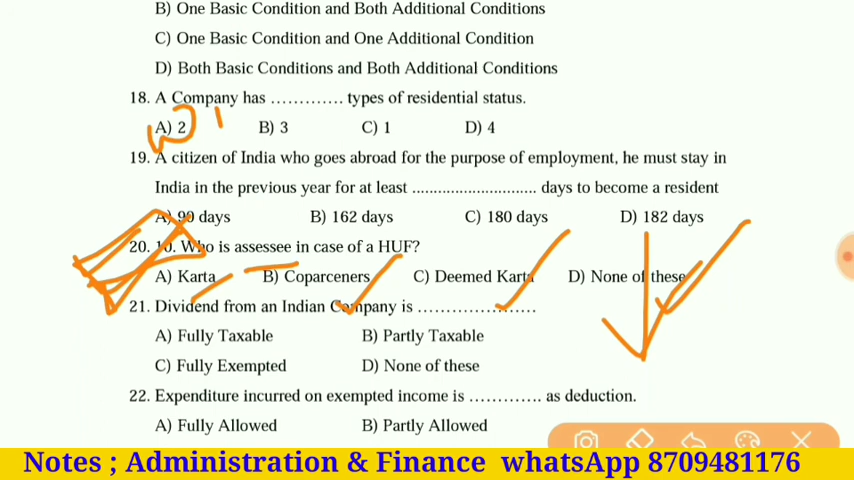 B) One Basic Condition and Both Additional Conditions
C) One Basic Condition and One Additional Condition
D) Both Basic Conditions and Both Additional Conditions
18. A Company has ............. types of residential status.
A) 2 B) 3 C) 1 D) 4
19. A citizen of India who goes abroad for the purpose of employment, he must stay in
India in the previous year for at least ............................ days to become a resident
A) 90 days B) 162 days C) 180 days D) 182 days
20. 10. Who is assessee in case of a HUF?
A) Karta B) Coparceners C) Deemed Karta D) None of these
21. Dividend from an Indian Company is ......................
A) Fully Taxable B) Partly Taxable
C) Fully Exempted D) None of these
22. Expenditure incurred on exempted income is ............. as deduction.
A) Fully Allowed B) Partly Allowed
Notes ; Administration & Finance whatsApp 8709481176